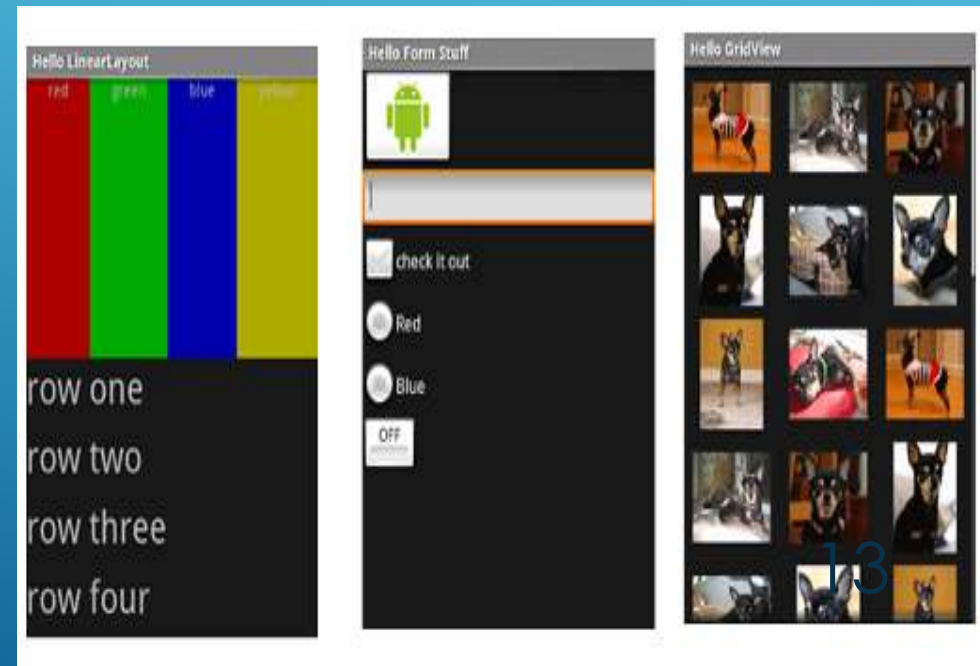 Hello LinearLayout
red green blue yellow
row one
row two
row three
row four
Hello Form Stuff
check it out
Red
Blue
OFF
Hello GridView
13